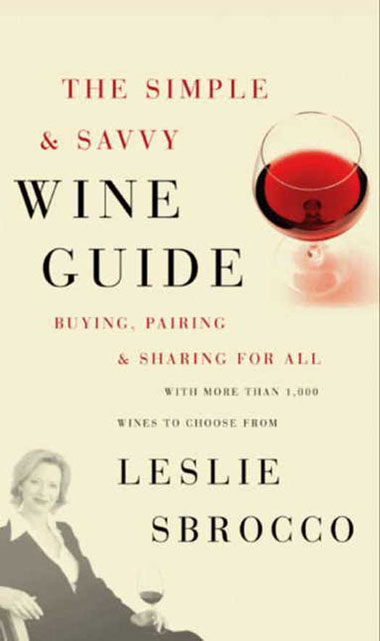 THE SIMPLE
& SAVVY
WINE
GUIDE
BUYING, PAIRING
& SHARING FOR ALL
WITH MORE THAN 1,000
WINES TO CHOOSE FROM
LESLIE
SBROCCO